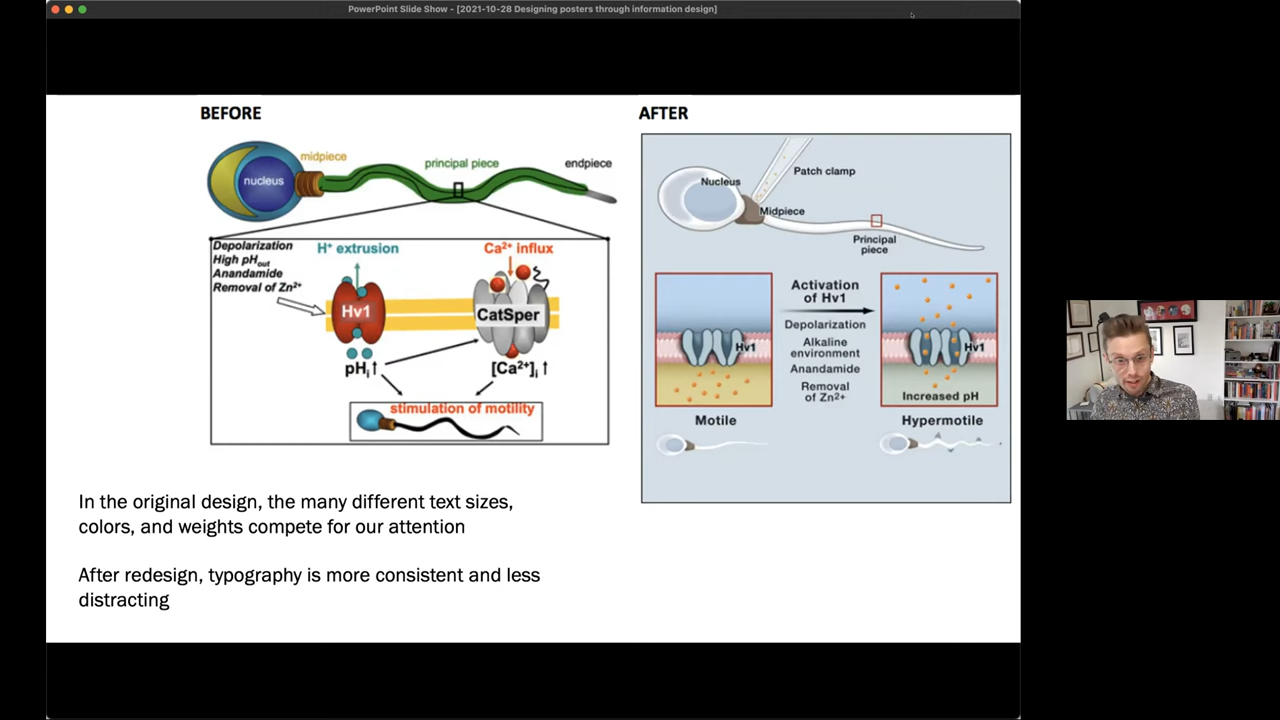 PowerPoint Slide Show - [2021-10-28 Designing posters through information design]
BEFORE
midpiece
principal piece
endpiece
nucleus
Depolarization
High pHout
Anandamide
Removal of Zn²⁺
H⁺ extrusion
Ca²⁺ influx
Hv1
CatSper
pHi↑
[Ca²⁺]i↑
stimulation of motility
AFTER
Patch clamp
Nucleus
Midpiece
Principal
piece
Activation
of Hv1
Depolarization
Alkaline
environment
Anandamide
Removal
of Zn2+
Hv1
Hv1
Increased pH
Motile
Hypermotile
In the original design, the many different text sizes,
colors, and weights compete for our attention
After redesign, typography is more consistent and less
distracting